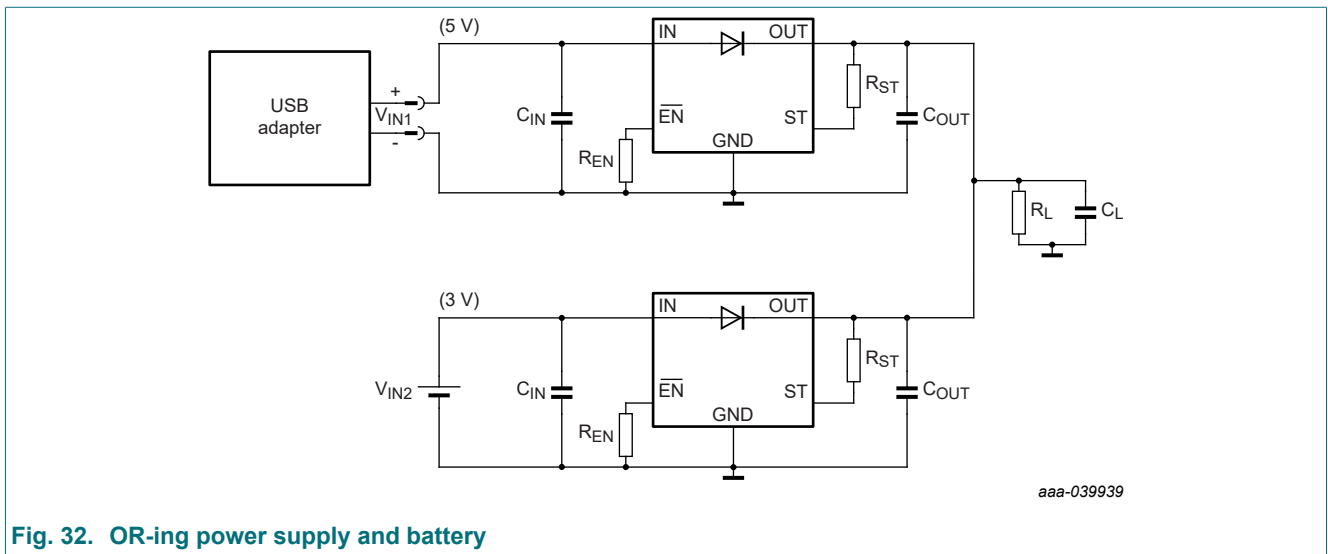 (5 V)
IN OUT
USB
adapter
+
VIN1
-
CIN
REN
EN
GND
ST
RST
COUT
RL
CL
(3 V)
IN OUT
VIN2
CIN
REN
EN
GND
ST
RST
COUT
aaa-039939
Fig. 32. OR-ing power supply and battery